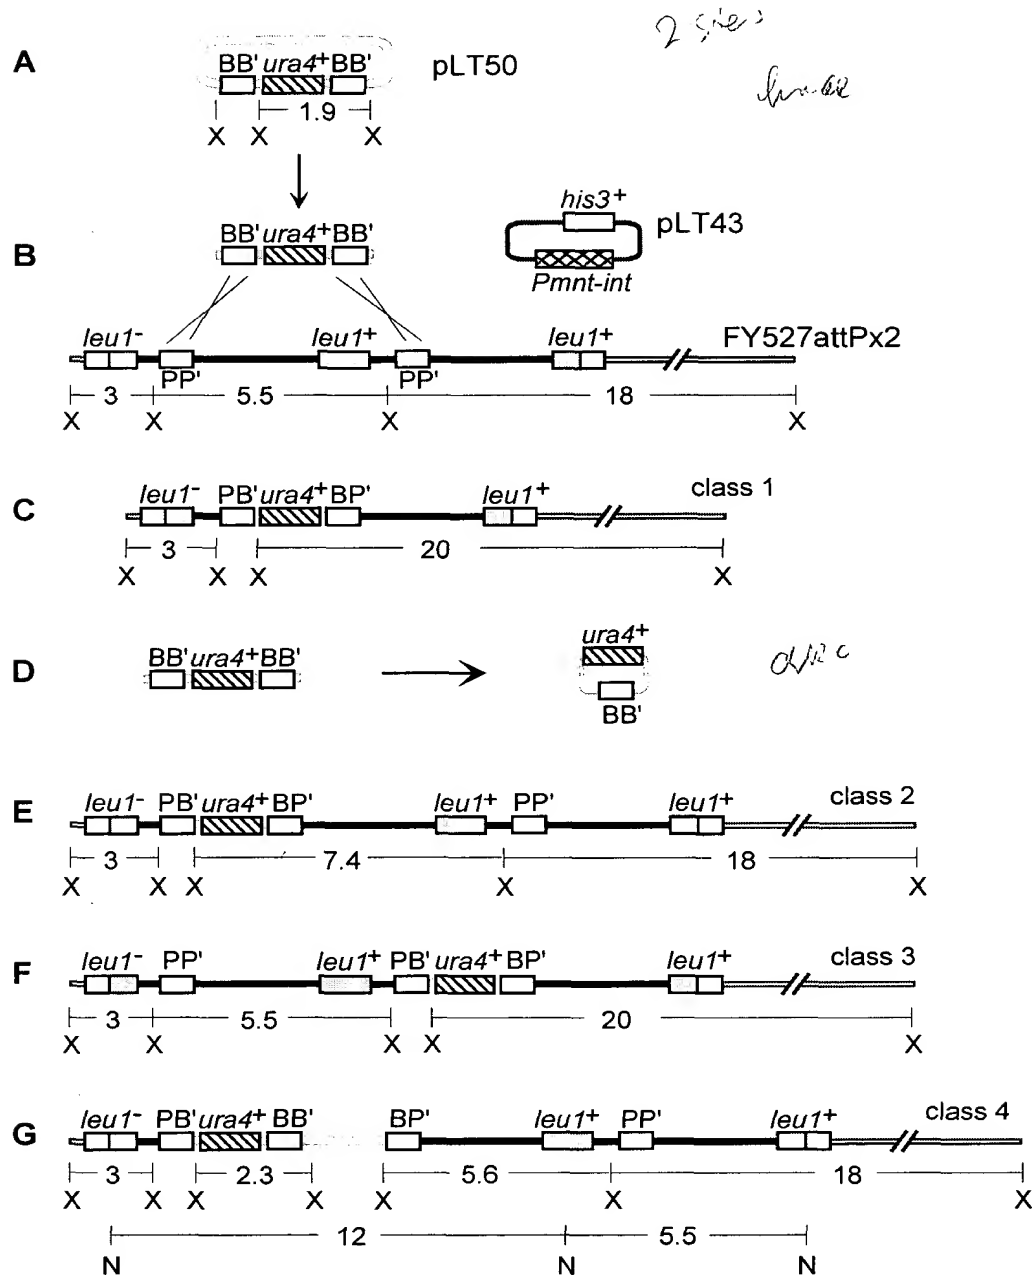 A
BB' ura4+ BB'
pLT50
2 sites
1.9
X X X
B
BB' ura4+ BB'
his3+
pLT43
Pmnt-int
leu1- leu1+ leu1+
FY527attPx2
PP' PP'
3 5.5 18
X X X X
C
leu1- PB' ura4+ BP' leu1+
class 1
3 20
X X X X
D
BB' ura4+ BB'
ura4+
BB'
E
leu1- PB' ura4+ BP' leu1+ PP' leu1+
class 2
3 7.4 18
X X X X X
F
leu1- PP' leu1+ PB' ura4+ BP' leu1+
class 3
3 5.5 20
X X X X X
G
leu1- PB' ura4+ BB' BP' leu1+ PP' leu1+
class 4
3 2.3 5.6 18
X X X X X X X
12 5.5
N N N